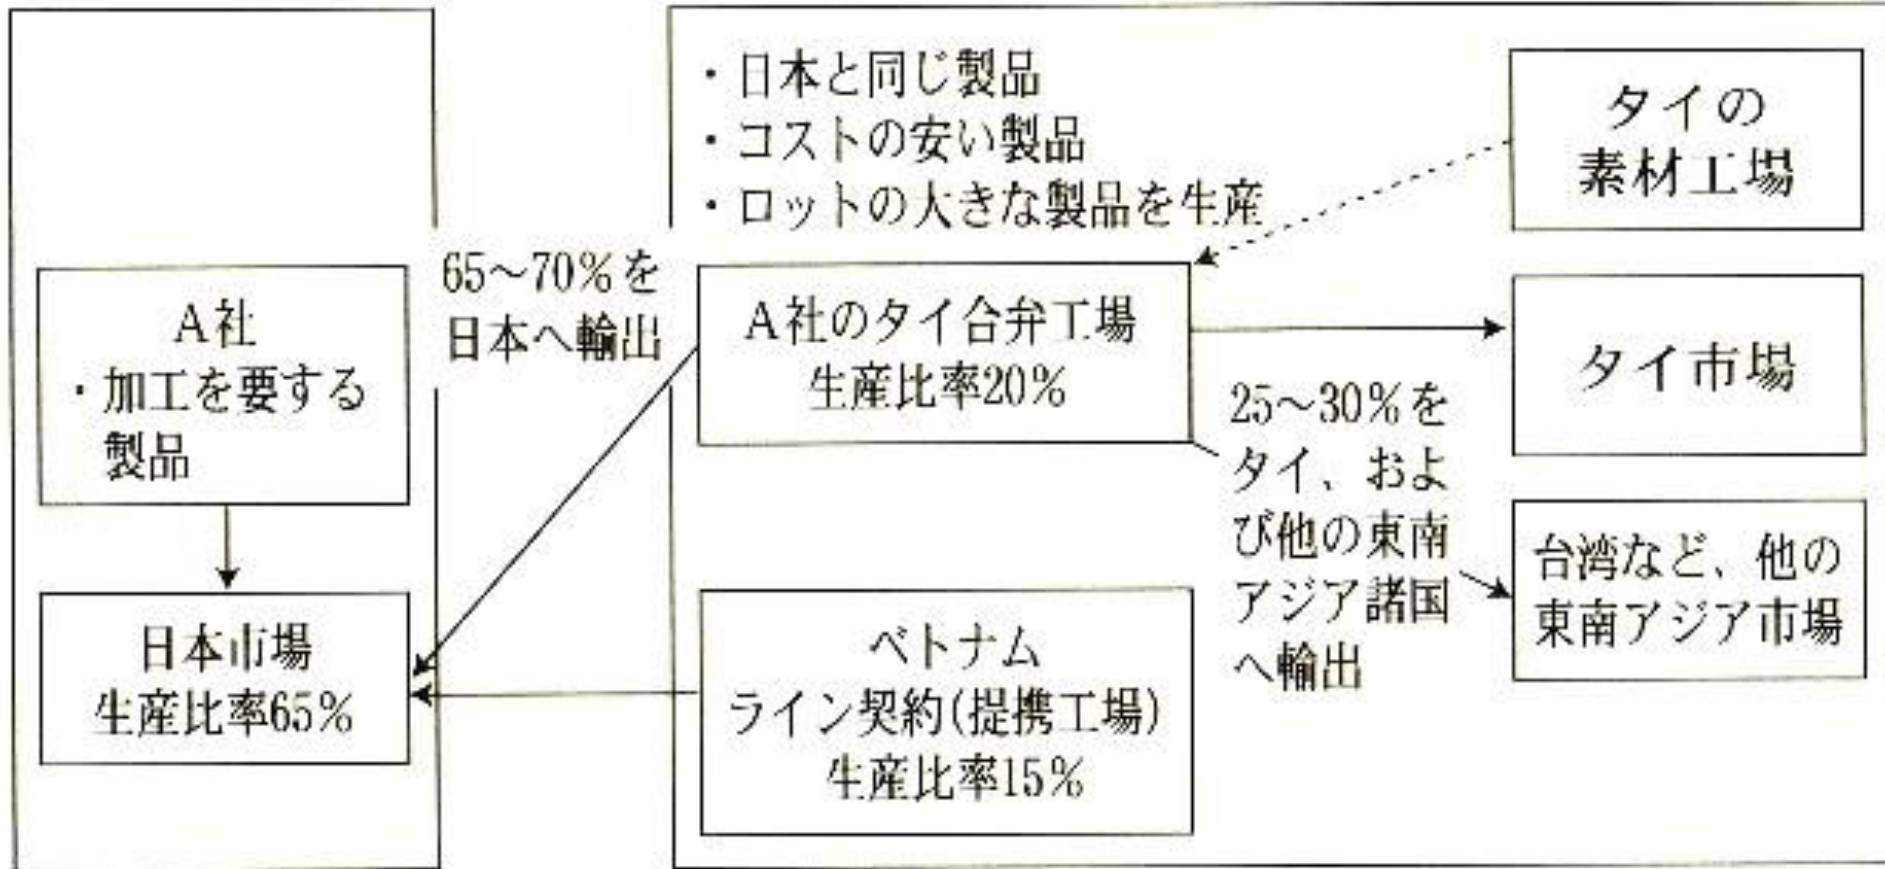 A社
・加工を要する
製品
日本市場
生産比率65%
65～70%を
日本へ輸出
・日本と同じ製品
・コストの安い製品
・ロットの大きな製品を生産
A社のタイ合弁工場
生産比率20%
ベトナム
ライン契約(提携工場)
生産比率15%
25～30%を
タイ、およ
び他の東南
アジア諸国
へ輸出
タイの
素材工場
タイ市場
台湾など、他の
東南アジア市場